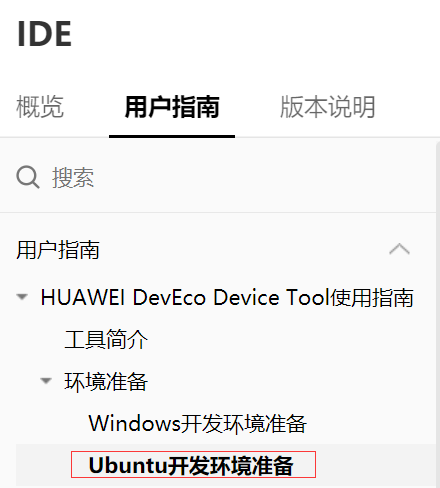 IDE
概览 用户指南 版本说明
搜索
用户指南
HUAWEI DevEco Device Tool使用指南
工具简介
环境准备
Windows开发环境准备
Ubuntu开发环境准备